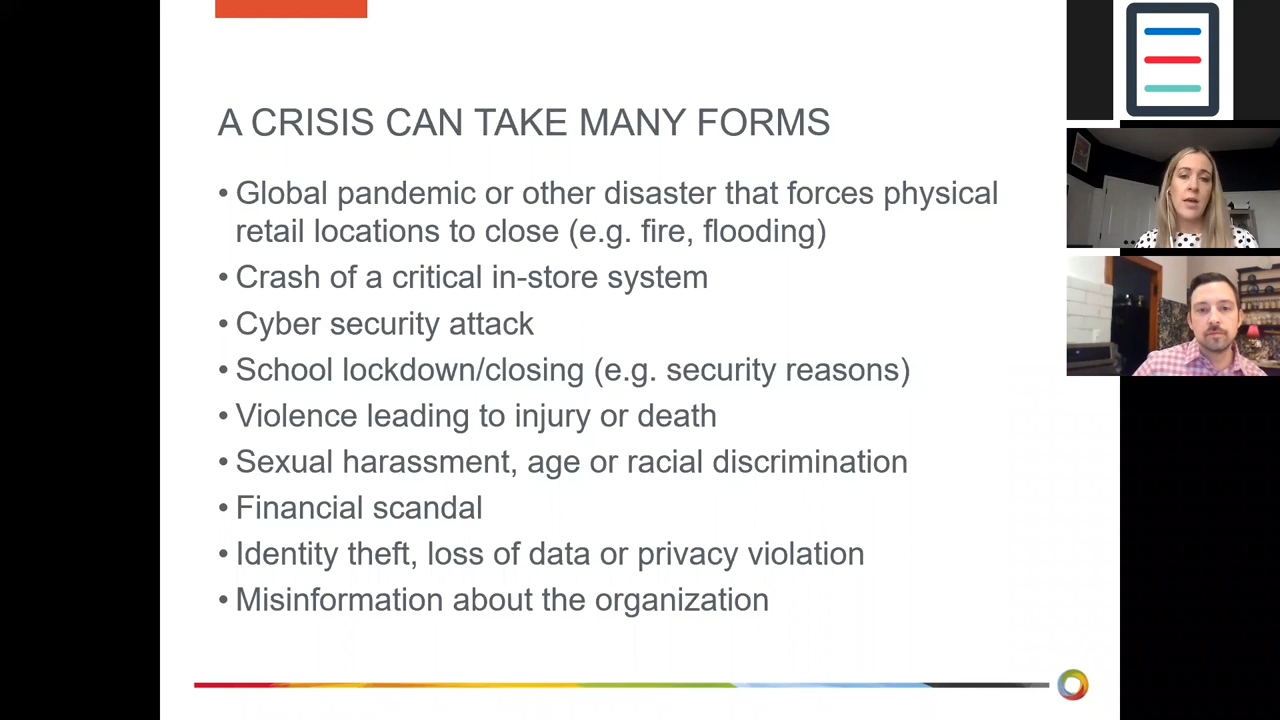 A CRISIS CAN TAKE MANY FORMS
• Global pandemic or other disaster that forces physical
retail locations to close (e.g. fire, flooding)
• Crash of a critical in-store system
• Cyber security attack
• School lockdown/closing (e.g. security reasons)
• Violence leading to injury or death
• Sexual harassment, age or racial discrimination
• Financial scandal
• Identity theft, loss of data or privacy violation
• Misinformation about the organization